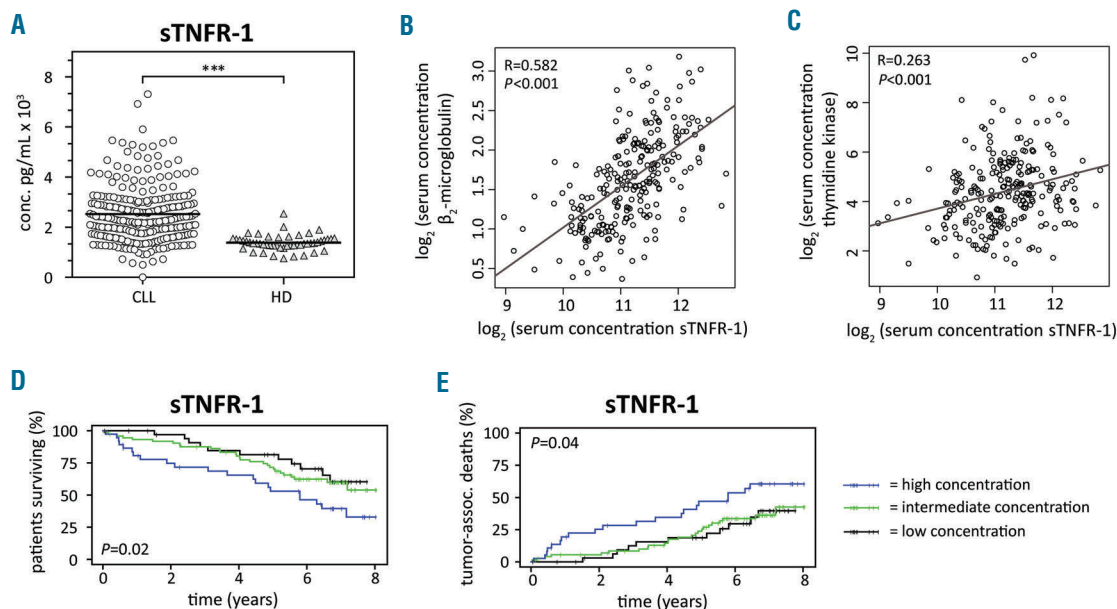 A
sTNFR-1
***
conc. pg/mL x 10³
8
6
4
2
0
CLL
HD
B
R=0.582
P<0.001
log₂ (serum concentration
β₂-microglobulin)
3.0
2.5
2.0
1.5
1.0
0.5
9
10
11
12
log₂ (serum concentration sTNFR-1)
C
R=0.263
P<0.001
log₂ (serum concentration
thymidine kinase)
10
8
6
4
2
9
10
11
12
log₂ (serum concentration sTNFR-1)
D
sTNFR-1
patients surviving (%)
100
75
50
25
0
P=0.02
0
2
4
6
8
time (years)
E
sTNFR-1
tumor-assoc. deaths (%)
100
75
50
25
0
P=0.04
0
2
4
6
8
time (years)
= high concentration
= intermediate concentration
= low concentration